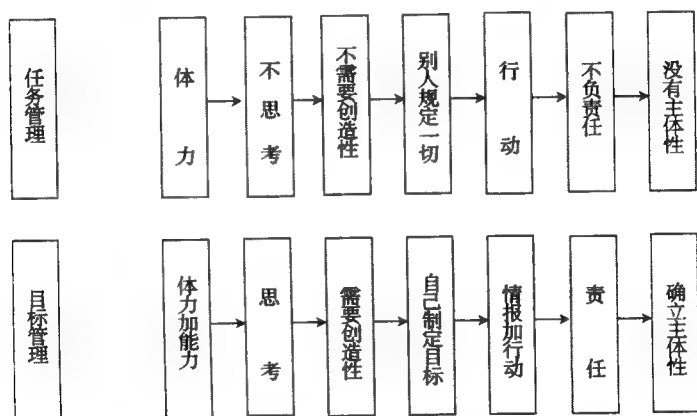 任务管理
体力
不思考
不需要创造性
别人规定一切
行动
不负责任
没有主体性
目标管理
体力加能力
思考
需要创造性
自己制定目标
情报加行动
责任
确立主体性